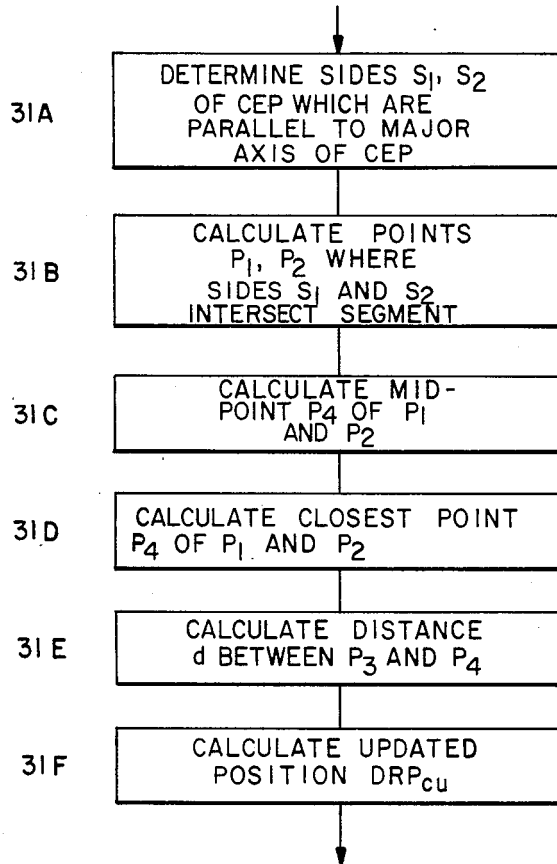 31A
DETERMINE SIDES S1, S2
OF CEP WHICH ARE
PARALLEL TO MAJOR
AXIS OF CEP
31B
CALCULATE POINTS
P1, P2 WHERE
SIDES S1 AND S2
INTERSECT SEGMENT
31C
CALCULATE MID-
POINT P4 OF P1
AND P2
31D
CALCULATE CLOSEST POINT
P4 OF P1 AND P2
31E
CALCULATE DISTANCE
d BETWEEN P3 AND P4
31F
CALCULATE UPDATED
POSITION DRPcu